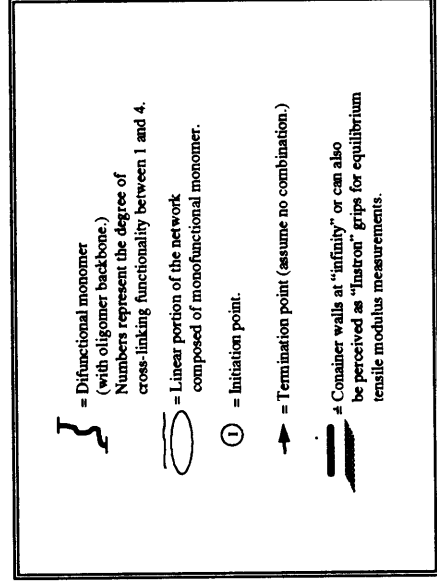 = Difunctional monomer
(with oligomer backbone.)
Numbers represent the degree of
cross-linking functionality between 1 and 4.
= Linear portion of the network
composed of monofunctional monomer.
I = Initiation point.
= Termination point (assume no combination.)
= Conainer walls at "infinity" or can also
be perceived as "Instron" grips for equilibrium
tensile modulus measurements.